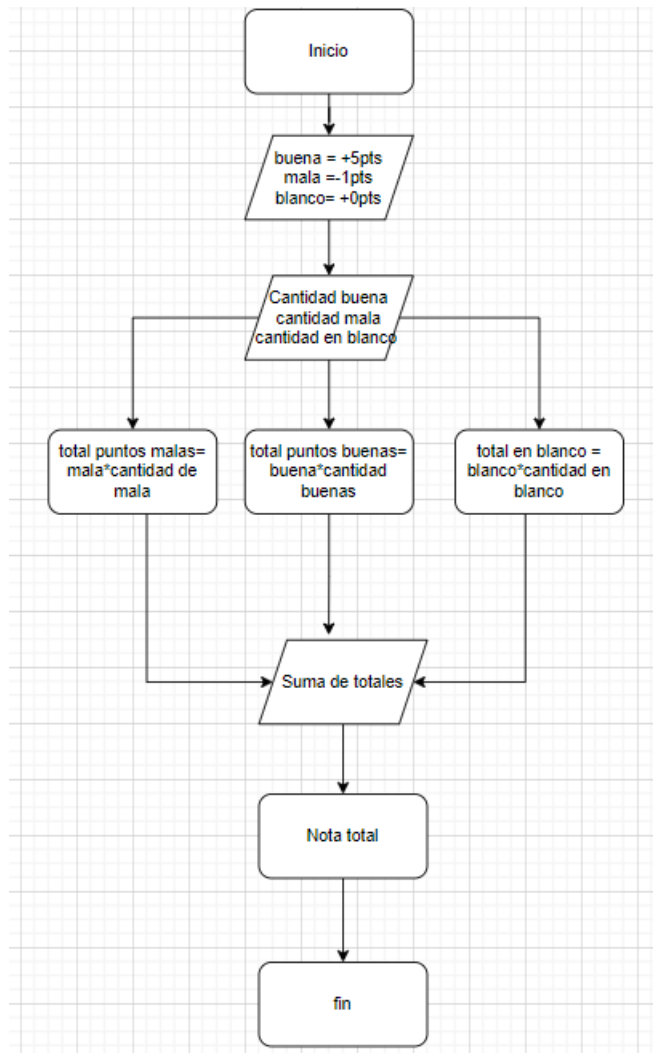 Inicio
buena = +5pts
mala =-1pts
blanco= +0pts
Cantidad buena
cantidad mala
cantidad en blanco
total puntos malas=
mala*cantidad de
mala
total puntos buenas=
buena*cantidad
buenas
total en blanco =
blanco*cantidad en
blanco
Suma de totales
Nota total
fin